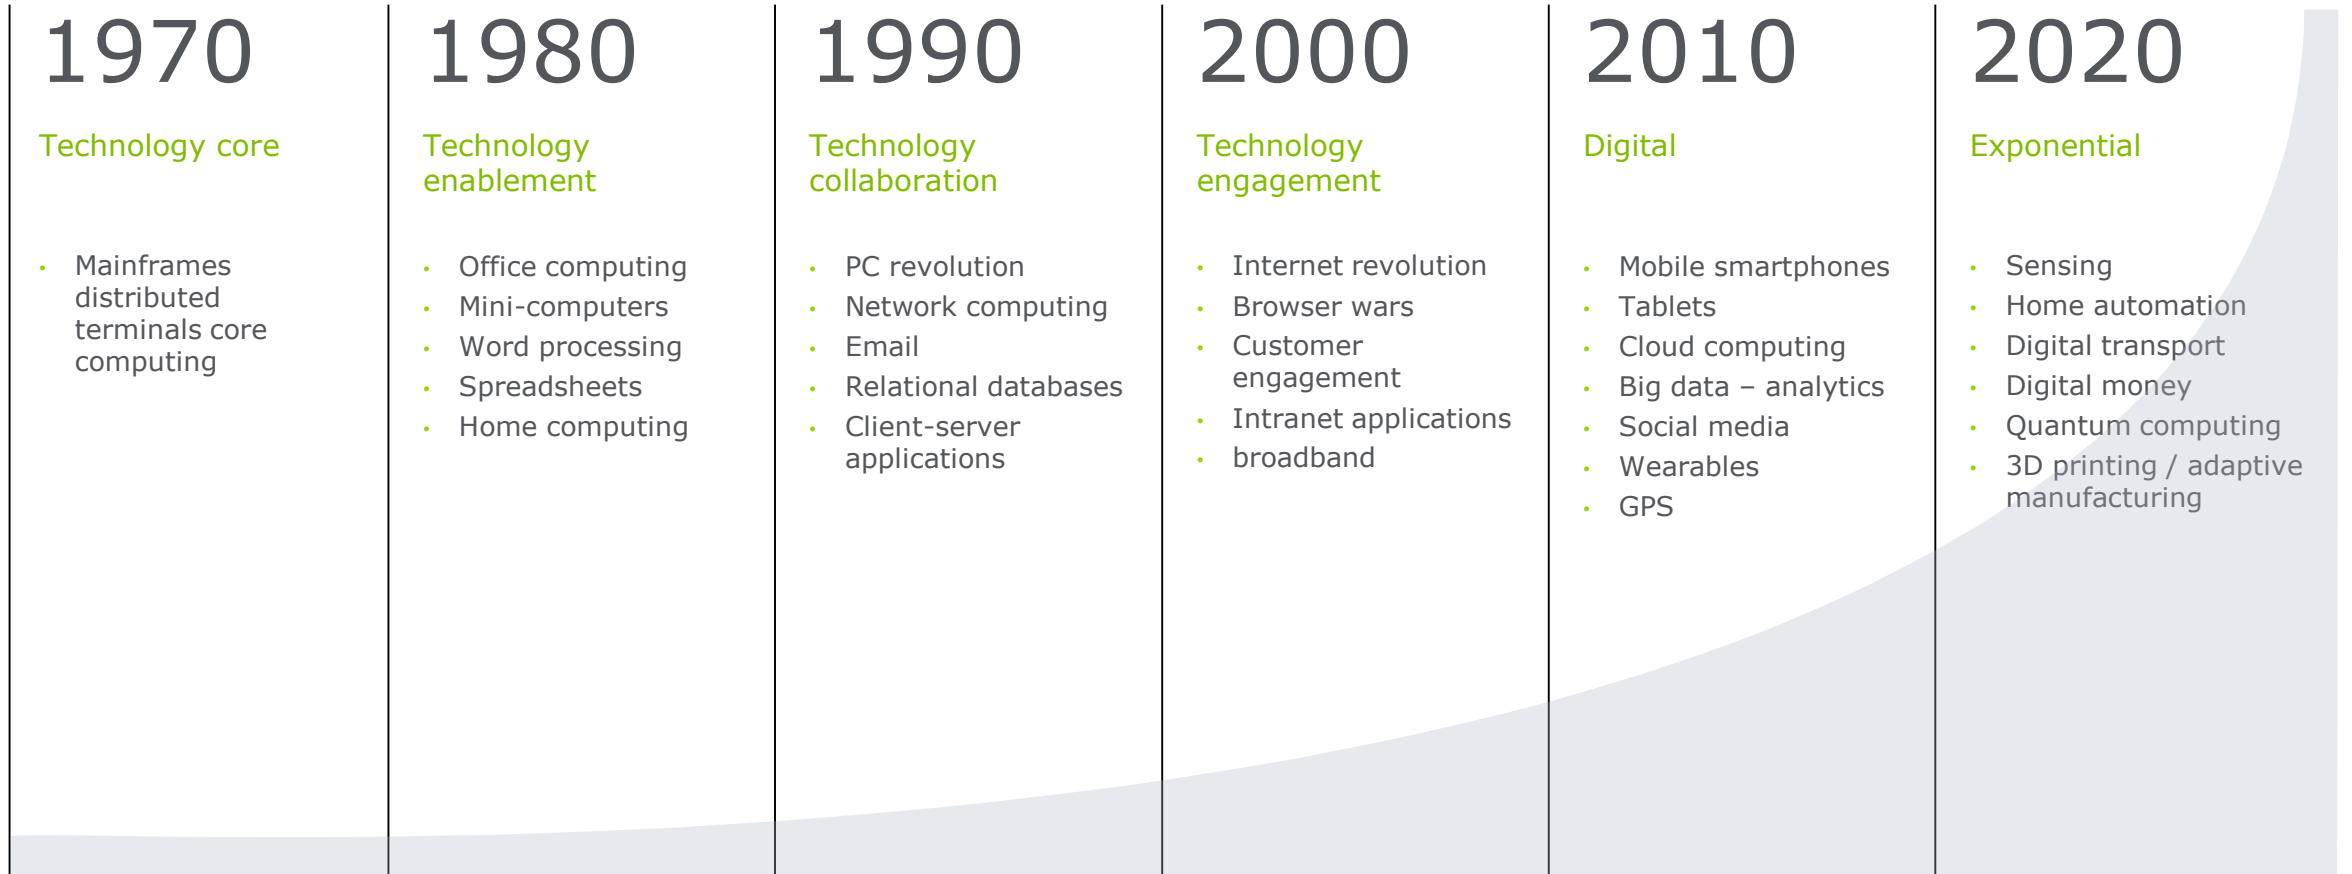 1970
Technology core
• Mainframes
distributed
terminals core
computing
1980
Technology
enablement
• Office computing
• Mini-computers
• Word processing
• Spreadsheets
• Home computing
1990
Technology
collaboration
• PC revolution
• Network computing
• Email
• Relational databases
• Client-server
applications
2000
Technology
engagement
• Internet revolution
• Browser wars
• Customer
engagement
• Intranet applications
• broadband
2010
Digital
• Mobile smartphones
• Tablets
• Cloud computing
• Big data – analytics
• Social media
• Wearables
• GPS
2020
Exponential
• Sensing
• Home automation
• Digital transport
• Digital money
• Quantum computing
• 3D printing / adaptive
manufacturing